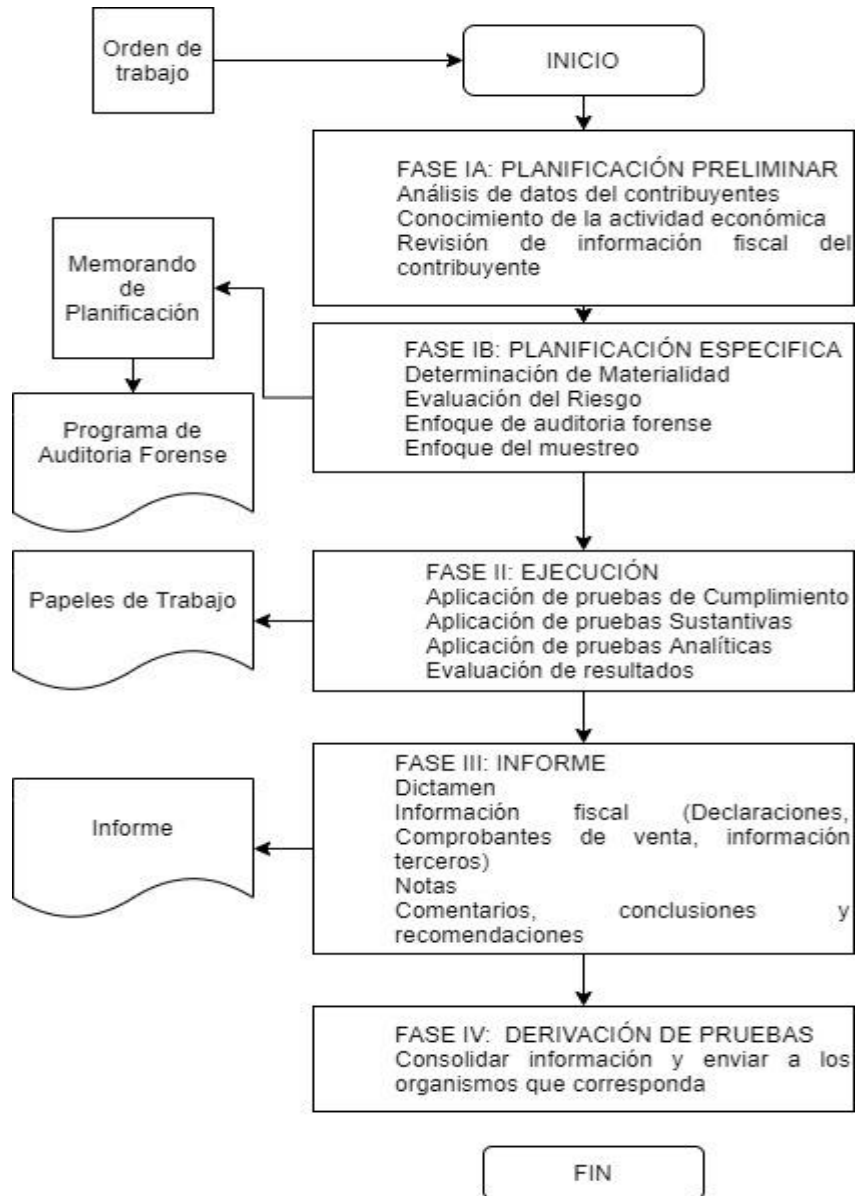 Orden de
trabajo
INICIO
FASE IA: PLANIFICACIÓN PRELIMINAR
Análisis de datos del contribuyentes
Conocimiento de la actividad económica
Revisión de información fiscal del
contribuyente
Memorando
de
Planificación
FASE IB: PLANIFICACIÓN ESPECIFICA
Determinación de Materialidad
Evaluación del Riesgo
Enfoque de auditoria forense
Enfoque del muestreo
Programa de
Auditoria Forense
FASE II: EJECUCIÓN
Aplicación de pruebas de Cumplimiento
Aplicación de pruebas Sustantivas
Aplicación de pruebas Analíticas
Evaluación de resultados
Papeles de Trabajo
FASE III: INFORME
Dictamen
Información fiscal (Declaraciones,
Comprobantes de venta, información
terceros)
Notas
Comentarios, conclusiones y
recomendaciones
Informe
FASE IV: DERIVACIÓN DE PRUEBAS
Consolidar información y enviar a los
organismos que corresponda
FIN